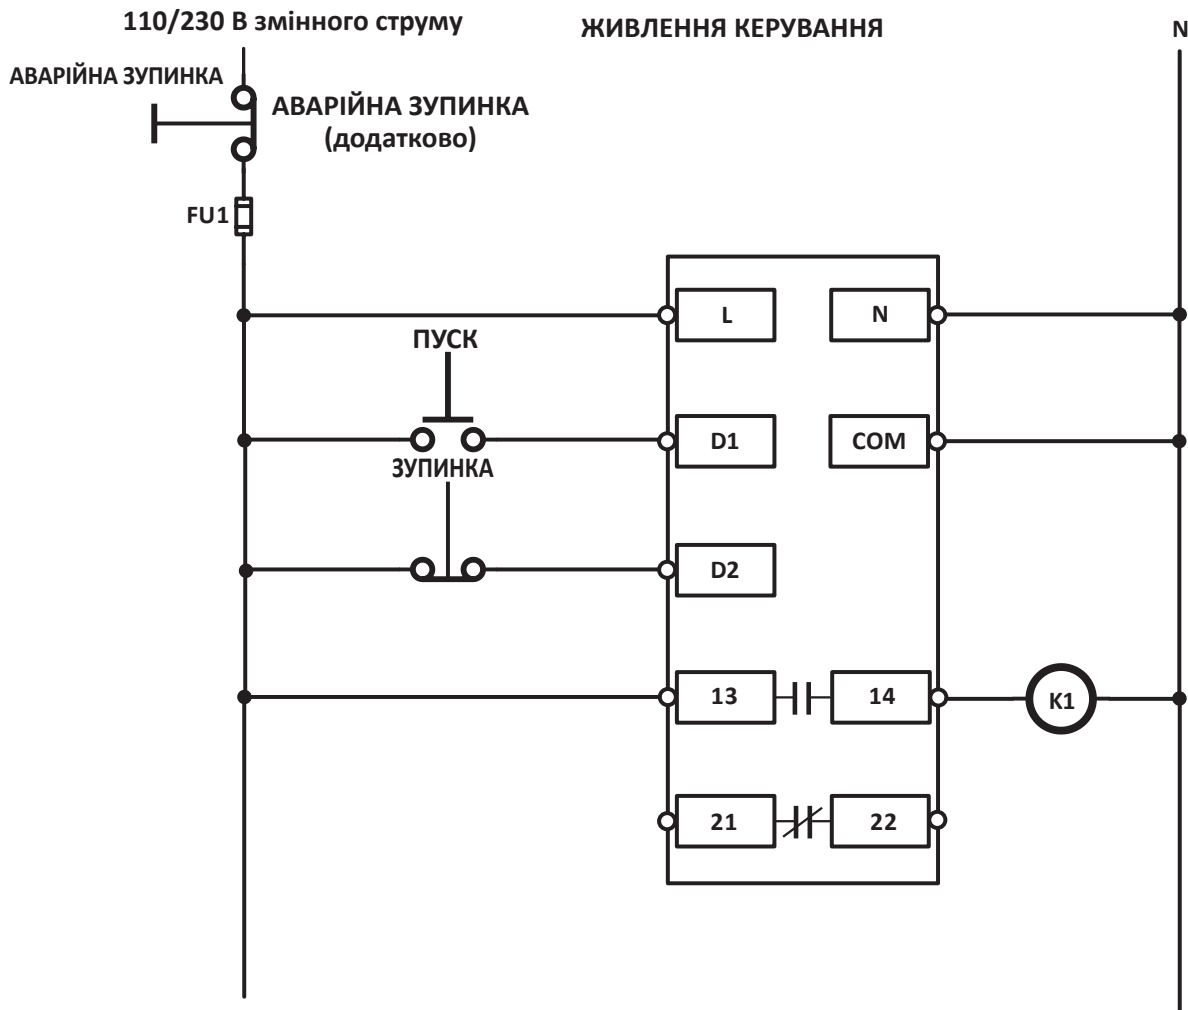 110/230 В змінного струму
ЖИВЛЕННЯ КЕРУВАННЯ
N
АВАРІЙНА ЗУПИНКА
АВАРІЙНА ЗУПИНКА
(додатково)
FU1
L
N
ПУСК
D1
COM
ЗУПИНКА
D2
13
14
K1
21
22